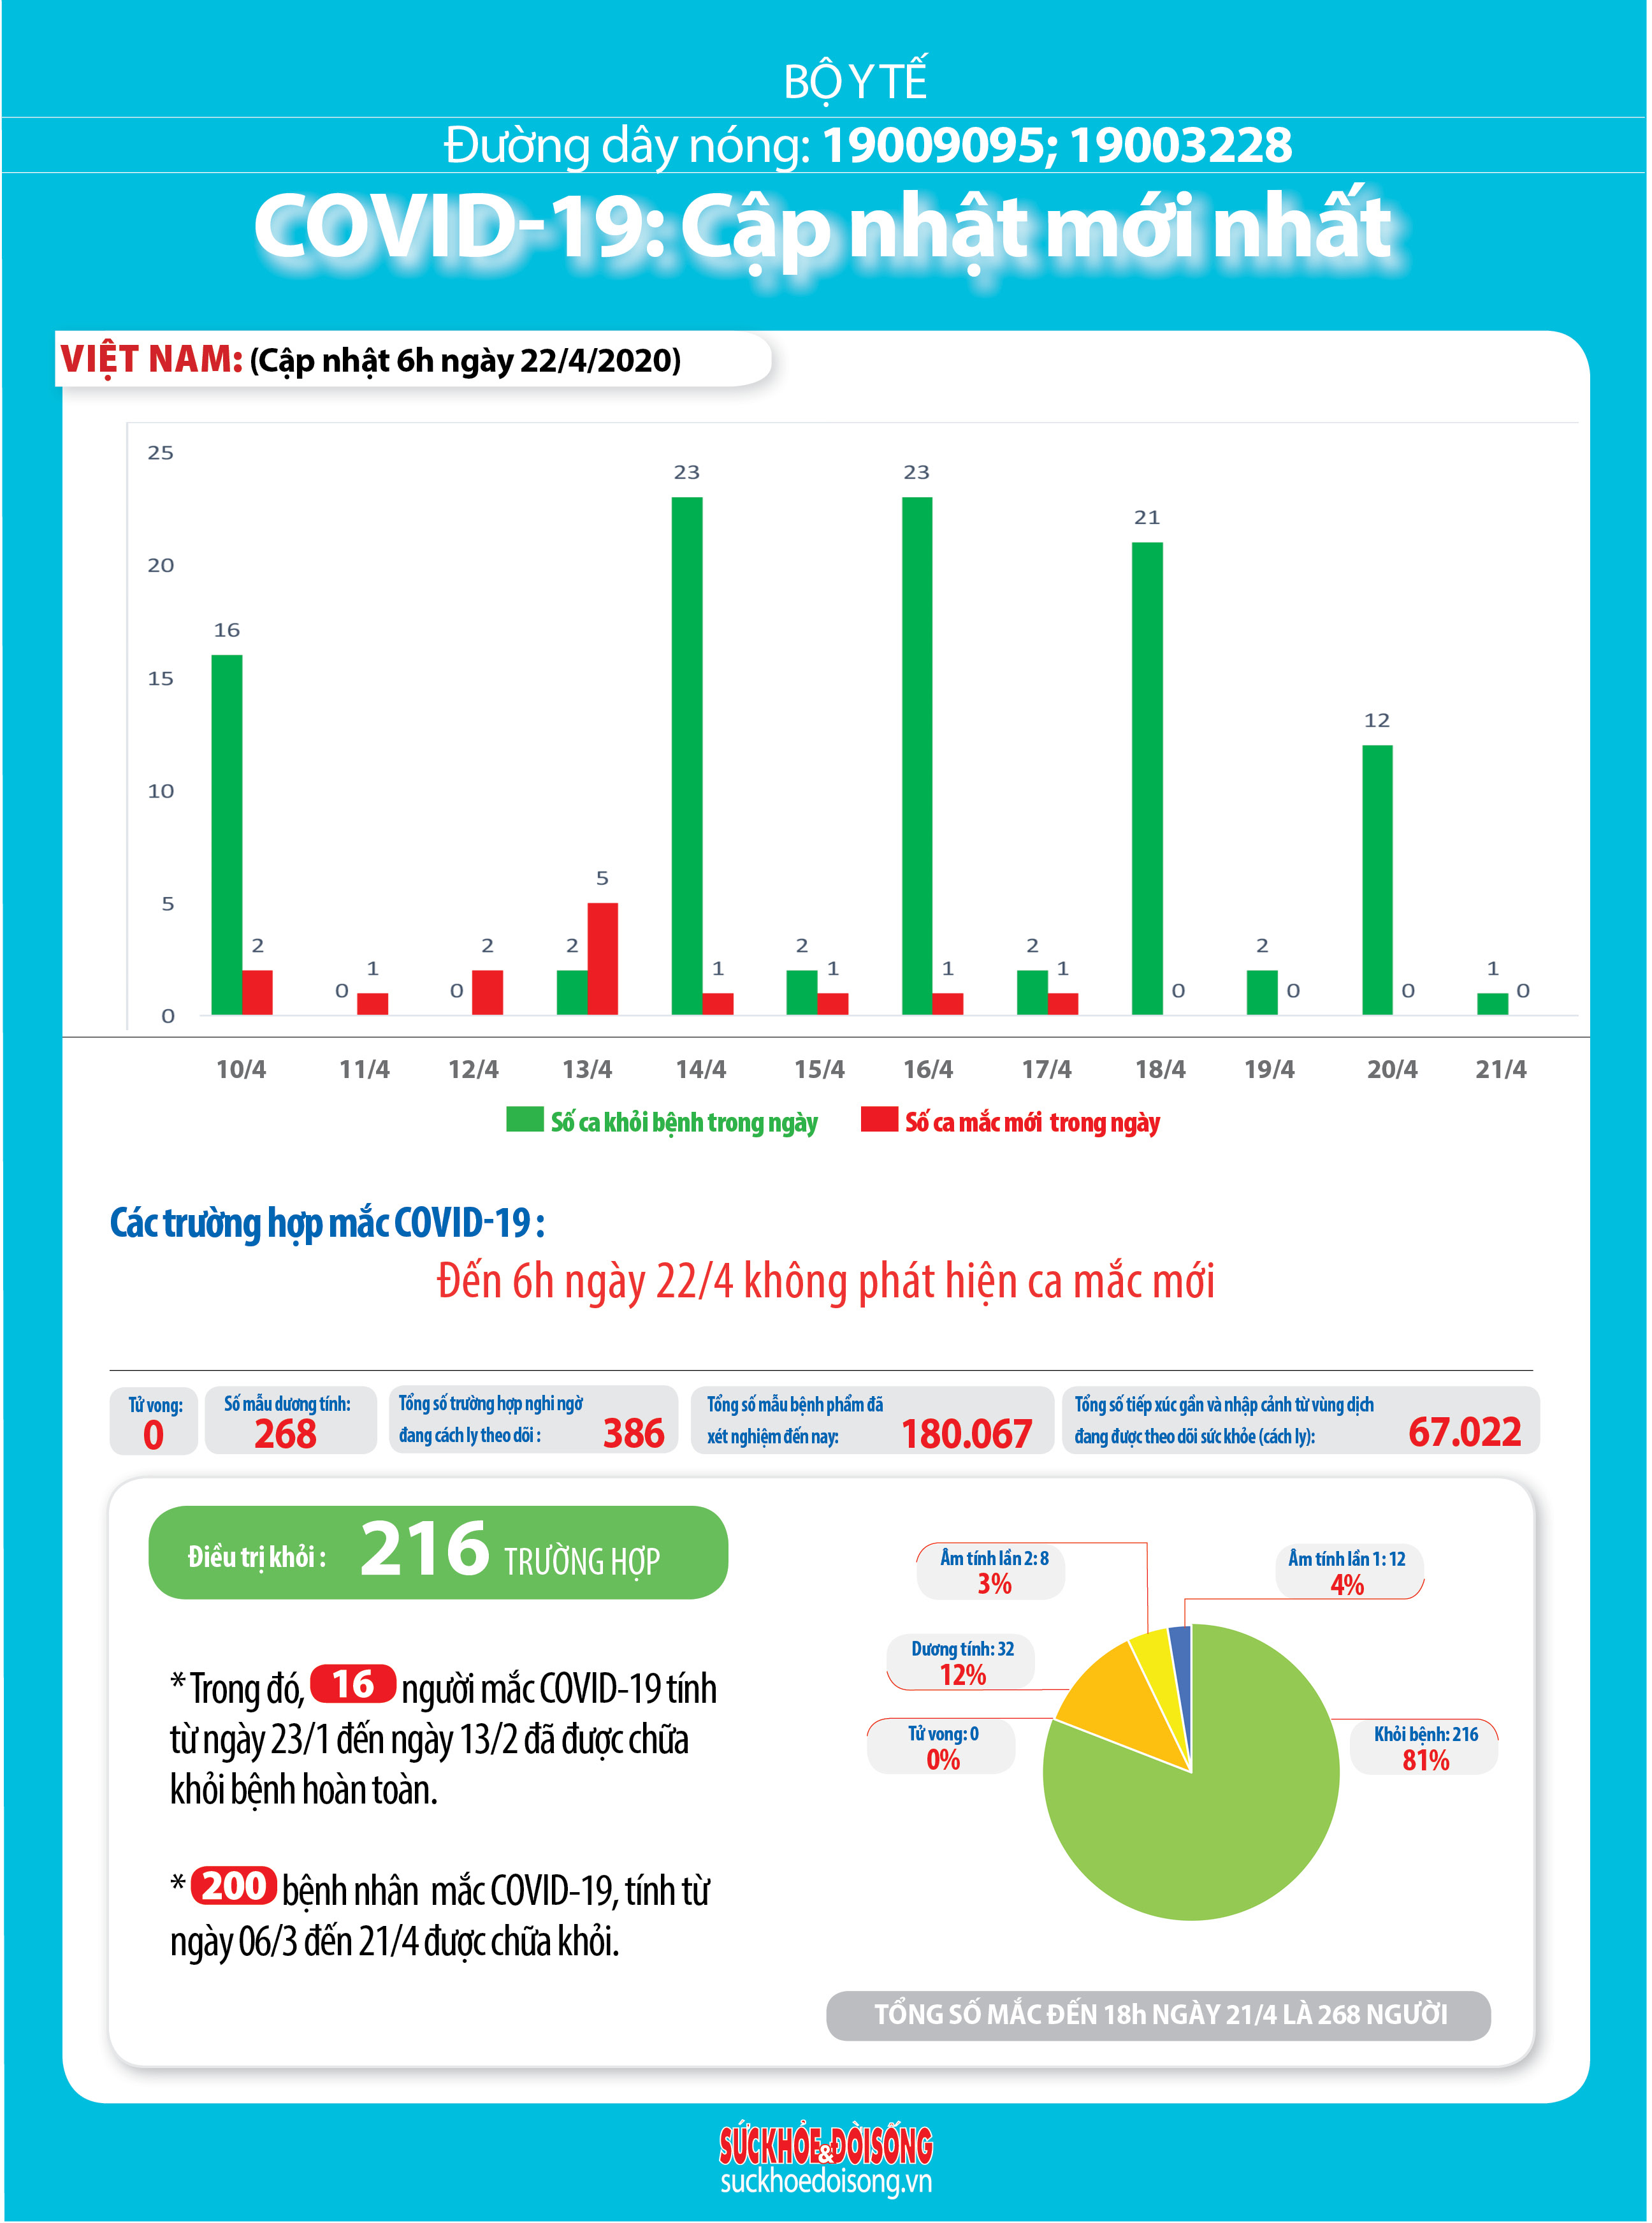 BỘ Y TẾ
Đường dây nóng: 19009095; 19003228
COVID-19: Cập nhật mới nhất
VIỆT NAM: (Cập nhật 6h ngày 22/4/2020)
25
20
15
10
5
0
16
2
0
1
0
2
2
5
23
1
2
1
23
1
2
1
21
0
2
0
12
0
1
0
10/4 11/4 12/4 13/4 14/4 15/4 16/4 17/4 18/4 19/4 20/4 21/4
Số ca khỏi bệnh trong ngày
Số ca mắc mới trong ngày
Các trường hợp mắc COVID-19 :
Đến 6h ngày 22/4 không phát hiện ca mắc mới
Tử vong:
0
Số mẫu dương tính:
268
Tổng số trường hợp nghi ngờ
đang cách ly theo dõi : 386
Tổng số mẫu bệnh phẩm đã
xét nghiệm đến nay: 180.067
Tổng số tiếp xúc gần và nhập cảnh từ vùng dịch
đang được theo dõi sức khỏe (cách ly): 67.022
Điều trị khỏi : 216 TRƯỜNG HỢP
* Trong đó, 16 người mắc COVID-19 tính
từ ngày 23/1 đến ngày 13/2 đã được chữa
khỏi bệnh hoàn toàn.
* 200 bệnh nhân mắc COVID-19, tính từ
ngày 06/3 đến 21/4 được chữa khỏi.
Âm tính lần 2: 8
3%
Âm tính lần 1: 12
4%
Dương tính: 32
12%
Tử vong: 0
0%
Khỏi bệnh: 216
81%
TỔNG SỐ MẮC ĐẾN 18h NGÀY 21/4 LÀ 268 NGƯỜI
SỨC KHỎE & ĐỜI SỐNG
suckhoedoisong.vn